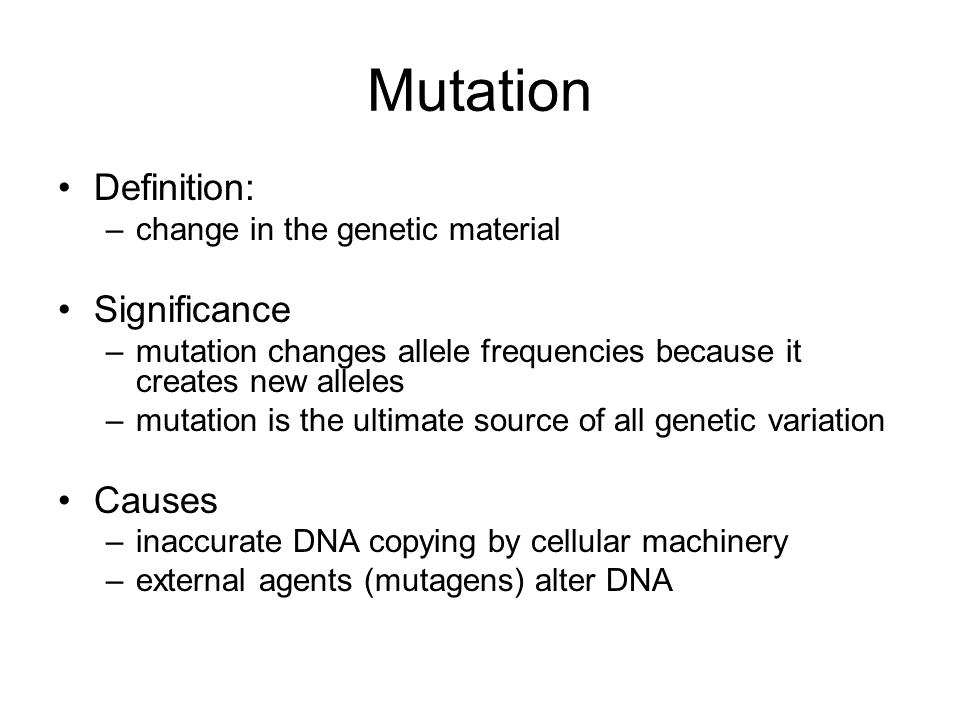 Mutation
• Definition:
– change in the genetic material
• Significance
– mutation changes allele frequencies because it
creates new alleles
– mutation is the ultimate source of all genetic variation
• Causes
– inaccurate DNA copying by cellular machinery
– external agents (mutagens) alter DNA